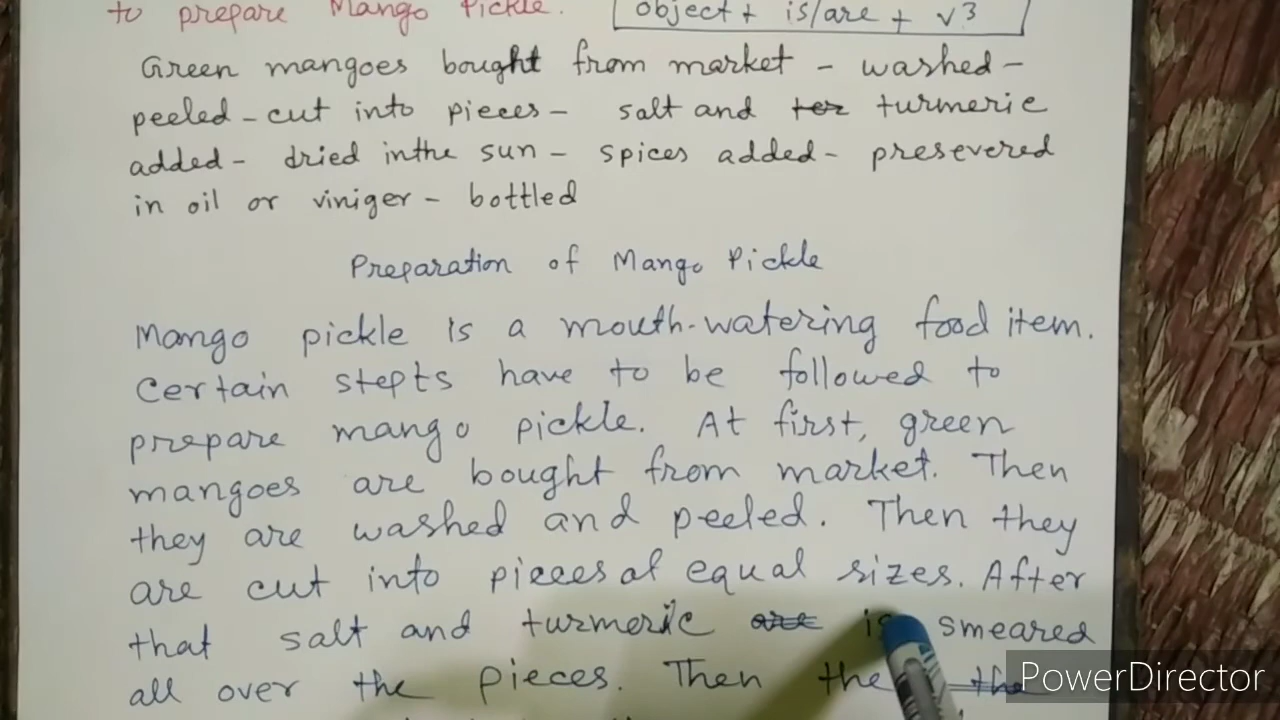 to prepare Mango Pickle. object + is/are + v3
Green mangoes bought from market - washed -
peeled - cut into pieces - salt and ter turmeric
added - dried inthe sun - spices added - presevered
in oil or viniger - bottled
Preparation of Mango Pickle
Mango pickle is a mouth-watering food item.
Certain stepts have to be followed to
prepare mango pickle. At first, green
mangoes are bought from market. Then
they are washed and peeled. Then they
are cut into pieces of equal sizes. After
that salt and turmeric are is smeared
all over the pieces. Then the the
PowerDirector